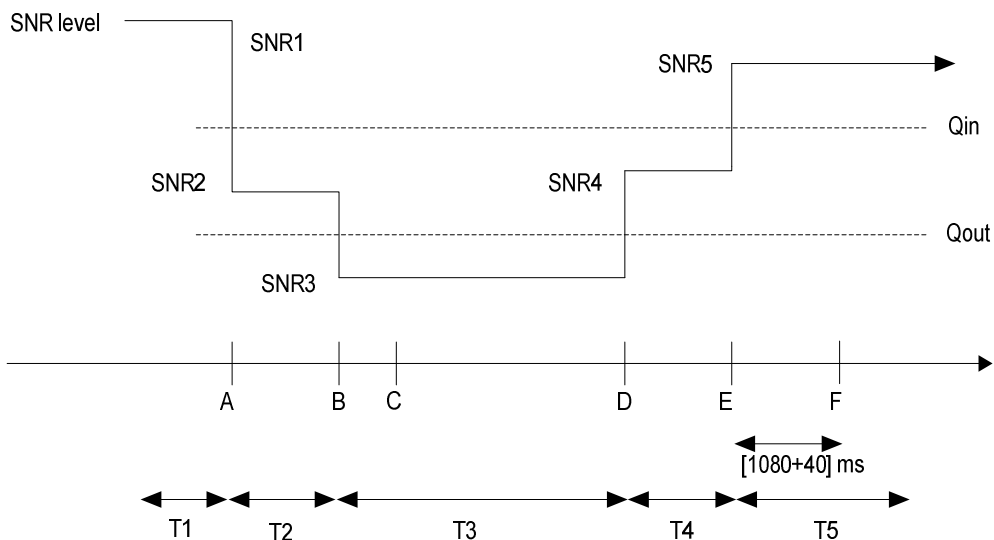 SNR level
SNR1
SNR5
Qin
SNR2
SNR4
Qout
SNR3
A B C D E F
[1080+40] ms
T1 T2 T3 T4 T5